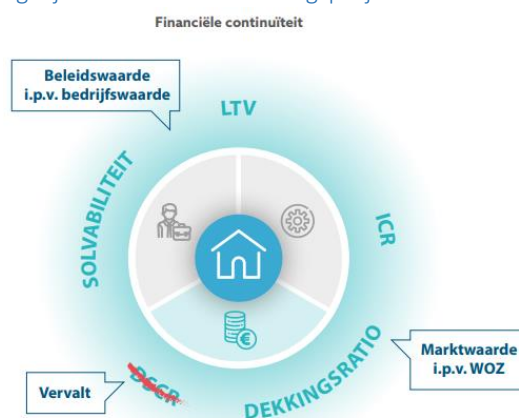 Financiële continuïteit
Beleidswaarde
i.p.v. bedrijfswaarde
LTV
SOLVABILITEIT
ICR
Marktwaarde
i.p.v. WOZ
DSCR
Vervalt
DEKKINGSRATIO